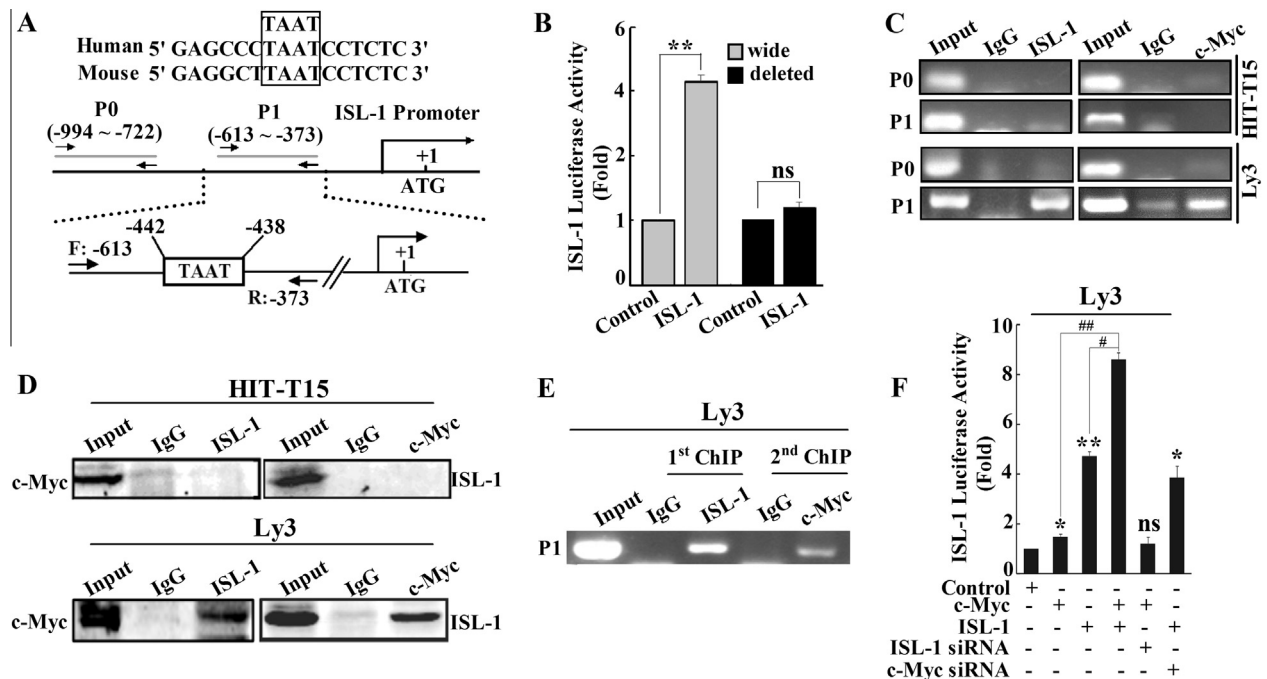 A
TAAT
Human 5' GAGCCCTAATCCTCTC 3'
Mouse 5' GAGGCTTAATCCTCTC 3'
P0
(-994 ~ -722)
P1
(-613 ~ -373)
ISL-1 Promoter
+1
ATG
-442
-438
F: -613
TAAT
R:-373
+1
ATG
B
ISL-1 Luciferase Activity
(Fold)
6
4
2
1
0
**
ns
wide
deleted
Control
ISL-1
Control
ISL-1
C
Input
IgG
ISL-1
Input
IgG
c-Myc
P0
P1
HIT-T15
P0
P1
Ly3
D
HIT-T15
Input
IgG
ISL-1
Input
IgG
c-Myc
c-Myc
ISL-1
Ly3
Input
IgG
ISL-1
Input
IgG
c-Myc
c-Myc
ISL-1
E
Ly3
1st ChIP
2nd ChIP
Input
IgG
ISL-1
IgG
c-Myc
P1
F
Ly3
ISL-1 Luciferase Activity
(Fold)
10
8
6
4
2
0
##
#
*
**
ns
*
Control + - - - - -
c-Myc - + - + + -
ISL-1 - - + + - +
ISL-1 siRNA - - - - + -
c-Myc siRNA - - - - - +